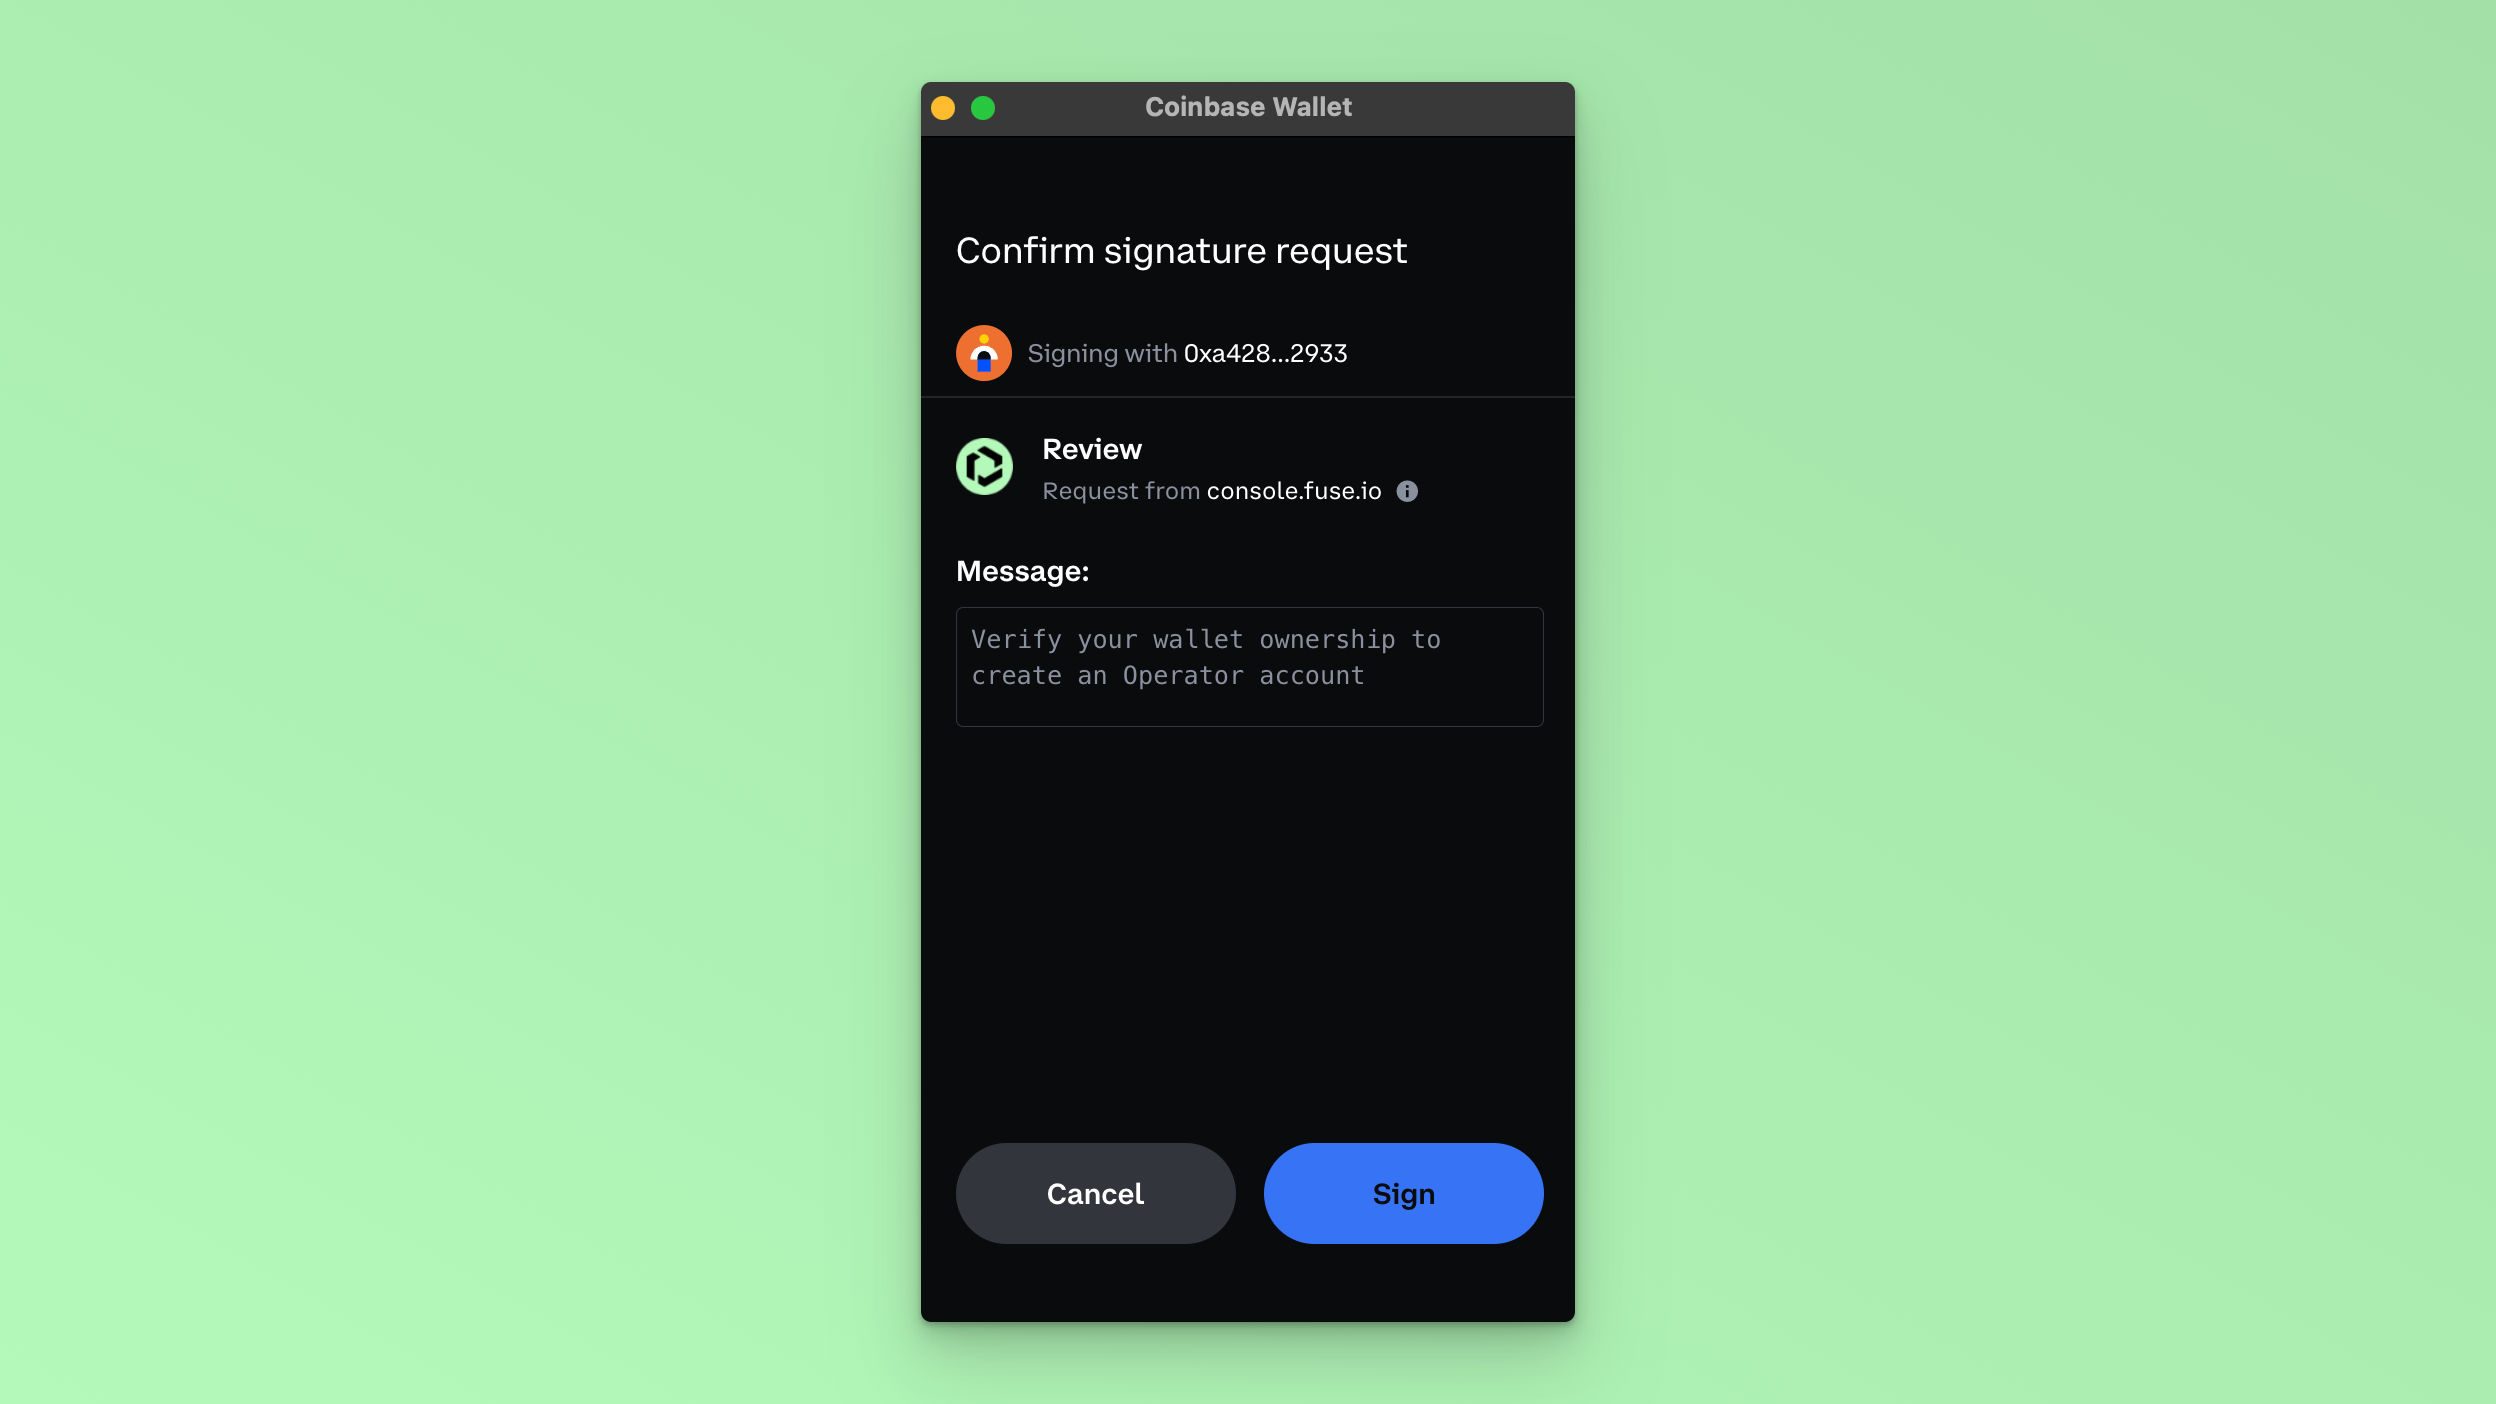 Coinbase Wallet
Confirm signature request
Signing with 0xa428...2933
Review
Request from console.fuse.io
Message:
Verify your wallet ownership to
create an Operator account
Cancel
Sign